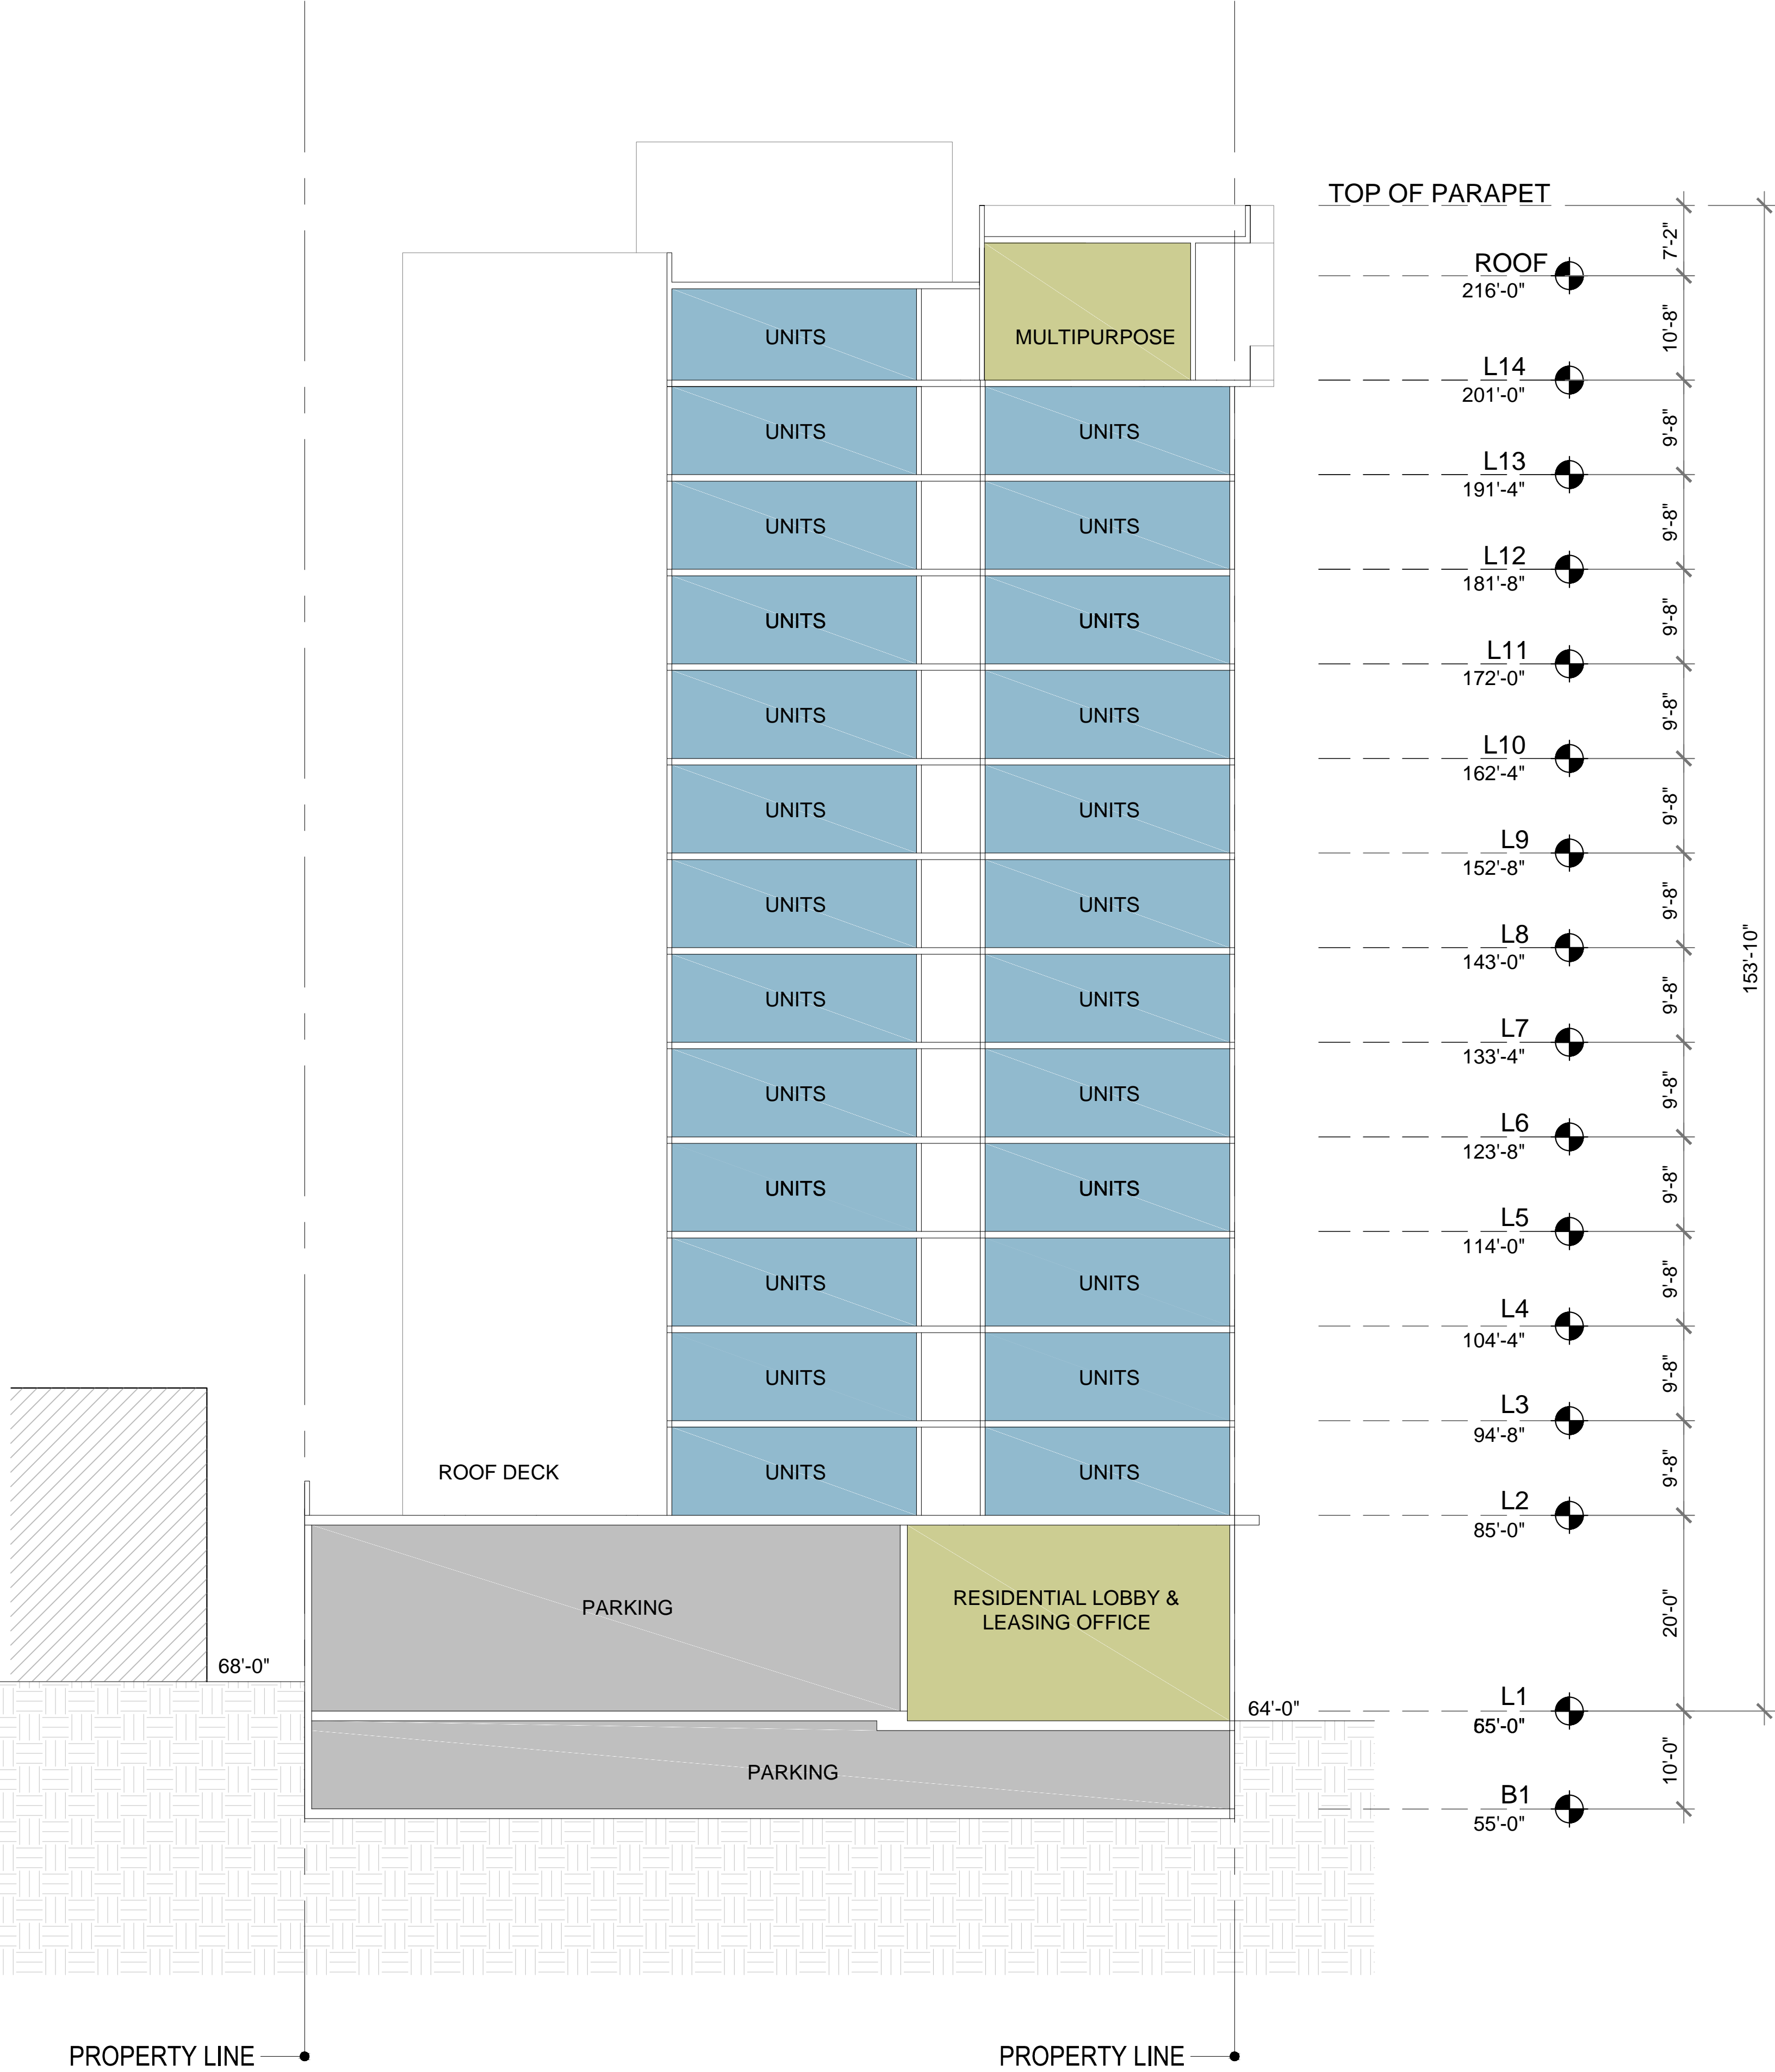 TOP OF PARAPET
7'-2"
ROOF
216'-0"
10'-8"
UNITS
MULTIPURPOSE
L14
201'-0"
9'-8"
UNITS
UNITS
L13
191'-4"
9'-8"
UNITS
UNITS
L12
181'-8"
9'-8"
UNITS
UNITS
L11
172'-0"
9'-8"
UNITS
UNITS
L10
162'-4"
9'-8"
UNITS
UNITS
L9
152'-8"
9'-8"
UNITS
UNITS
L8
143'-0"
153'-10"
9'-8"
UNITS
UNITS
L7
133'-4"
9'-8"
UNITS
UNITS
L6
123'-8"
9'-8"
UNITS
UNITS
L5
114'-0"
9'-8"
UNITS
UNITS
L4
104'-4"
9'-8"
UNITS
UNITS
L3
94'-8"
9'-8"
ROOF DECK
UNITS
UNITS
L2
85'-0"
PARKING
RESIDENTIAL LOBBY &
LEASING OFFICE
20'-0"
68'-0"
64'-0"
L1
65'-0"
PARKING
10'-0"
B1
55'-0"
PROPERTY LINE
PROPERTY LINE